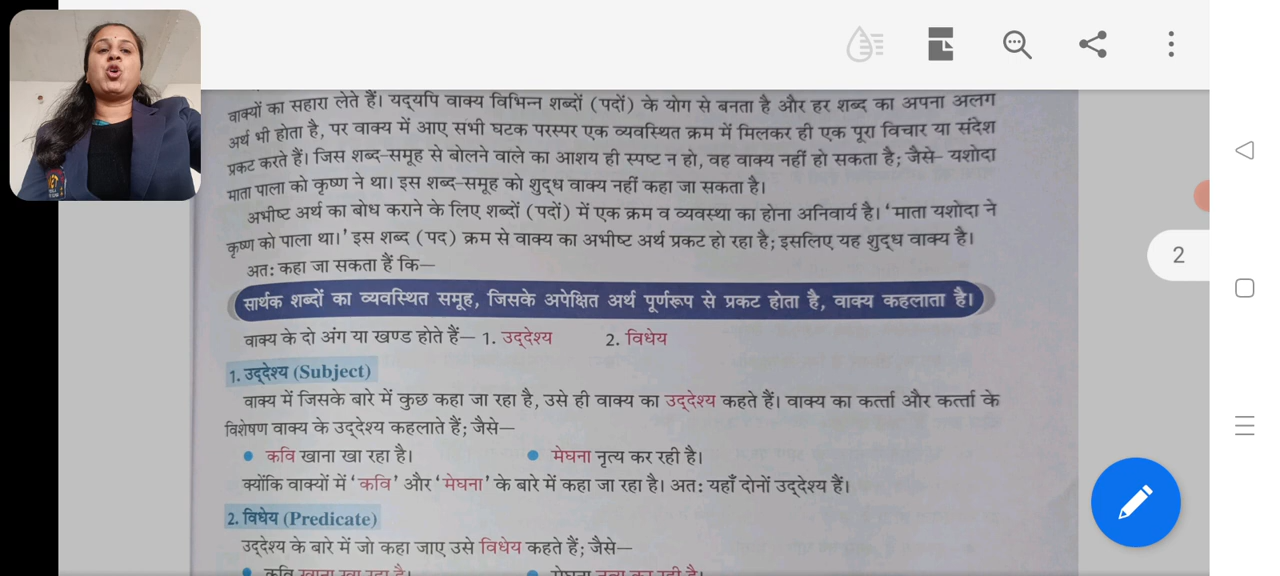 वाक्यों का सहारा लेते हैं। यद्यपि वाक्य विभिन्न शब्दों (पदों) के योग से बनता है और हर शब्द का अपना अलग
अर्थ भी होता है, पर वाक्य में आए सभी घटक परस्पर एक व्यवस्थित क्रम में मिलकर ही एक पूरा विचार या संदेश
प्रकट करते हैं। जिस शब्द-समूह से बोलने वाले का आशय ही स्पष्ट न हो, वह वाक्य नहीं हो सकता है; जैसे- यशोदा
माता पाला को कृष्ण ने था। इस शब्द-समूह को शुद्ध वाक्य नहीं कहा जा सकता है।
अभीष्ट अर्थ का बोध कराने के लिए शब्दों (पदों) में एक क्रम व व्यवस्था का होना अनिवार्य है। 'माता यशोदा ने
कृष्ण को पाला था।' इस शब्द (पद) क्रम से वाक्य का अभीष्ट अर्थ प्रकट हो रहा है; इसलिए यह शुद्ध वाक्य है।
अत: कहा जा सकता हैं कि—
सार्थक शब्दों का व्यवस्थित समूह, जिसके अपेक्षित अर्थ पूर्णरूप से प्रकट होता है, वाक्य कहलाता है।
वाक्य के दो अंग या खण्ड होते हैं— 1. उद्देश्य 2. विधेय
1. उद्देश्य (Subject)
वाक्य में जिसके बारे में कुछ कहा जा रहा है, उसे ही वाक्य का उद्देश्य कहते हैं। वाक्य का कर्त्ता और कर्त्ता के
विशेषण वाक्य के उद्देश्य कहलाते हैं; जैसे—
• कवि खाना खा रहा है। • मेघना नृत्य कर रही है।
क्योंकि वाक्यों में 'कवि' और 'मेघना' के बारे में कहा जा रहा है। अत: यहाँ दोनों उद्देश्य हैं।
2. विधेय (Predicate)
उद्देश्य के बारे में जो कहा जाए उसे विधेय कहते हैं; जैसे—
• कवि खाना खा रहा है। • मेघना नृत्य कर रही है।
2